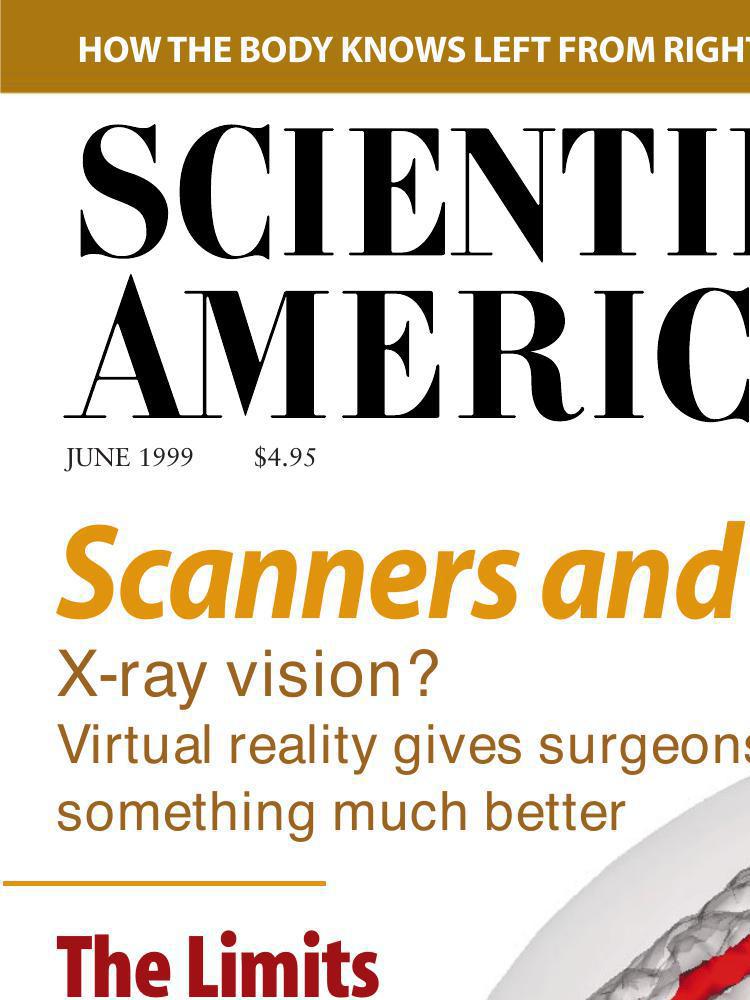 HOW THE BODY KNOWS LEFT FROM RIGHT
SCIENTI
AMERIC
JUNE 1999 $4.95
Scanners and
X-ray vision?
Virtual reality gives surgeons
something much better
The Limits